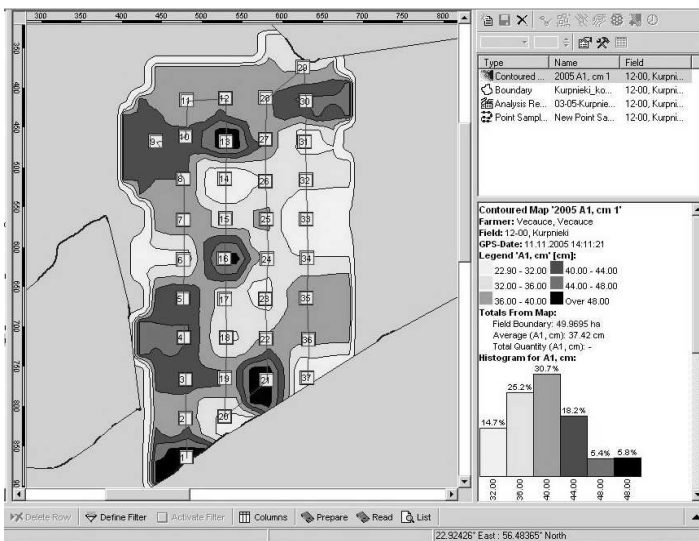 300 350 400 450 500 550 600 650 700 750 800
350
400
450
500
550
600
650
700
750
800
850
29
11 12 28 30
9 10 13 27 31
8 14 26 32
7 15 25 33
6 16 24 34
5 17 23 35
4 18 22 36
3 19 21 37
2 20
1
Type Name Field
Contoured ... 2005 A1, cm 1 12-00, Kurpni...
Boundary Kurpnieki_ko... 12-00, Kurpni...
Analysis Re... 03-05-Kurpnie... 12-00, Kurpni...
Point Sampl... New Point Sa... 12-00, Kurpni...
Contoured Map '2005 A1, cm 1'
Farmer: Vecauce, Vecauce
Field: 12-00, Kurpnieki
GPS-Date: 11.11.2005 14:11:21
Legend 'A1, cm' [cm]:
22.90 - 32.00 40.00 - 44.00
32.00 - 36.00 44.00 - 48.00
36.00 - 40.00 Over 48.00
Totals From Map:
Field Boundary: 49.9695 ha
Average (A1, cm): 37.42 cm
Total Quantity (A1, cm): -
Histogram for A1, cm:
14.7% 25.2% 30.7% 18.2% 5.4% 5.8%
32.00 36.00 40.00 44.00 48.00 48.00
Delete Row Define Filter Activate Filter Columns Prepare Read List
22.92426° East : 56.48365° North